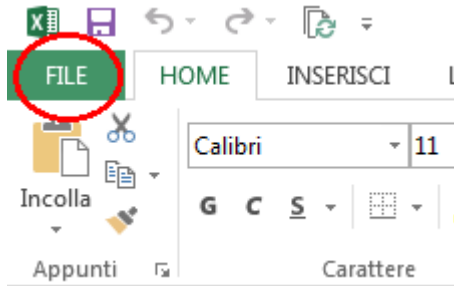 FILE HOME INSERISCI
Calibri 11
Incolla G C S
Appunti Carattere